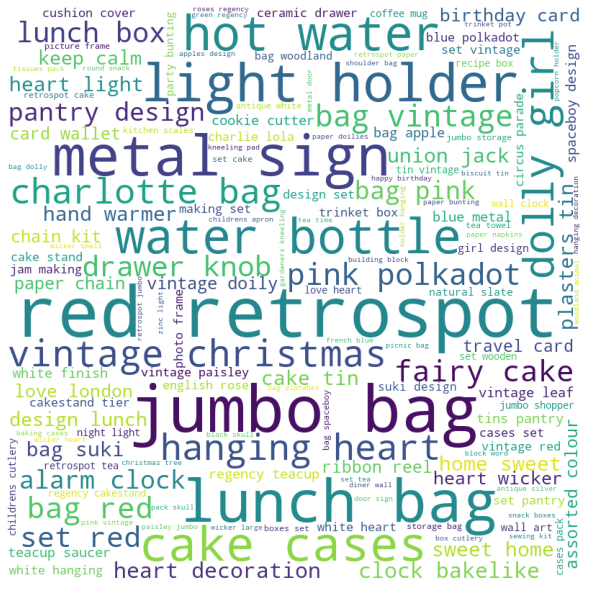 cushion cover
roses regency
green regency
ceramic drawer
coffee mug
trinket pot
birthday card
lunch box
picture frame
hot water
apples design
retrospot paper
blue polkadot
set vintage
keep calm
party bunting
bag woodland
shoulder bag
recipe box
heart light
tissues pack
round snack
retrospot cake
light holder
metal door
popcorn holder
dolly girl
spaceboy design
pantry design
antique white
cookie cutter
bag vintage
circus parade
card wallet
kitchen scales
charlie lola
paper doilies
bag apple
jumbo storage
metal sign
kneeling pad
union jack
bag dolly
set cake
tin vintage
biscuit tin
happy birthday
charlotte bag
design set
bag pink
plasters tin
hanging decoration
childrens apron
paper bunting
wall clock
hand warmer
making set
trinket box
blue metal
tea time
holder hanging
tea towel
chain kit
wicker small
water bottle
girl design
paper napkins
cake stand
gardeners kneeling
building block
jam making
drawer knob
pink polkadot
woodland animal
paper chain
retrospot jumbo
vintage doily
zinc light
love heart
natural slate
red retrospot
photo frame
french blue
picnic bag
vintage christmas
travel card
white finish
vintage paisley
cake tin
fairy cake
set wooden
love london
english rose
bag alphabet
suki design
cakestand tier
vintage leaf
design lunch
jumbo bag
jumbo shopper
baking cases
wicker heart
night light
black skull
bag spaceboy
tins pantry
cases set
vintage red
childrens cutlery
bag suki
hanging heart
block word
retrospot tea
christmas tree
regency teacup
ribbon reel
home sweet
assorted colour
alarm clock
set tea
diner wall
heart wicker
regency cakestand
pack skull
lunch bag
antique silver
set pantry
bag red
pink vintage
paisley jumbo
wicker large
boxes set
white heart
door sign
storage bag
wall art
snack boxes
set red
cake cases
box cutlery
sewing kit
cases pack
teacup saucer
sweet home
white hanging
heart decoration
clock bakelike